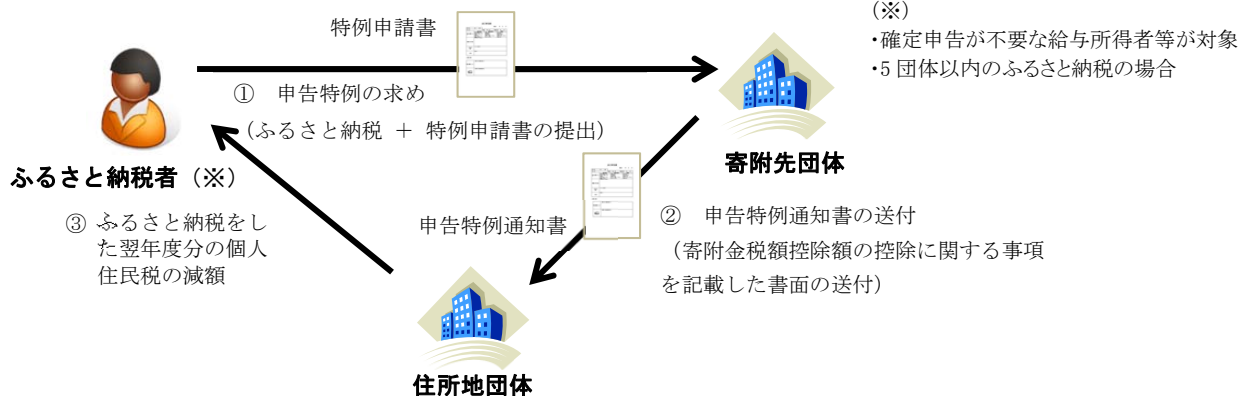 特例申請書
(※)
・確定申告が不要な給与所得者等が対象
・5 団体以内のふるさと納税の場合
① 申告特例の求め
(ふるさと納税 + 特例申請書の提出)
ふるさと納税者(※)
寄附先団体
③ ふるさと納税をし
た翌年度分の個人
住民税の減額
申告特例通知書
② 申告特例通知書の送付
(寄附金税額控除額の控除に関する事項
を記載した書面の送付)
住所地団体